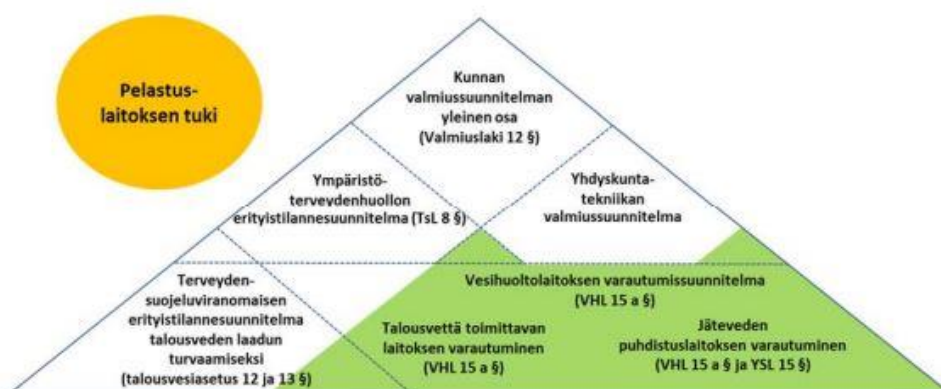 Pelastus-
laitoksen tuki
Kunnan
valmiussuunnitelman
yleinen osa
(Valmiuslaki 12 §)
Ympäristö-
terveydenhuollon
erityistilannesuunnitelma (TsL 8 §)
Yhdyskunta-
tekniikan
valmiussuunnitelma
Terveyden-
suojeluviranomaisen
erityistilannesuunnitelma
talousveden laadun
turvaamiseksi
(talousvesiasetus 12 ja 13 §)
Vesihuoltolaitoksen varautumissuunnitelma
(VHL 15 a §)
Talousvettä toimittavan
laitoksen varautuminen
(VHL 15 a §)
Jäteveden
puhdistuslaitoksen varautuminen
(VHL 15 a § ja YSL 15 §)